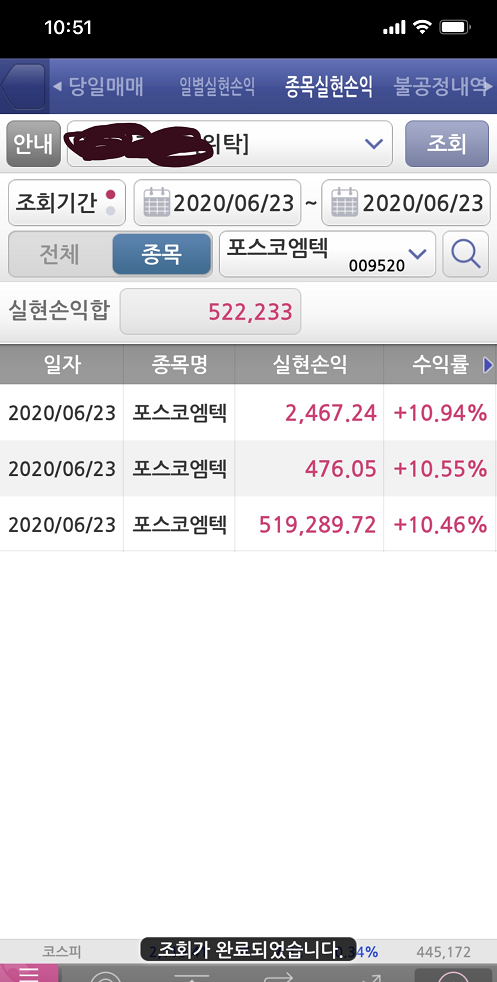 10:51
당일매매 일별실현손익 종목실현손익 불공정내역
안내 위탁] 조회
조회기간 2020/06/23 ~ 2020/06/23
전체 종목 포스코엠텍 009520
실현손익합 522,233
일자 종목명 실현손익 수익률
2020/06/23 포스코엠텍 2,467.24 +10.94%
2020/06/23 포스코엠텍 476.05 +10.55%
2020/06/23 포스코엠텍 519,289.72 +10.46%
조회가 완료되었습니다.
코스피 445,172